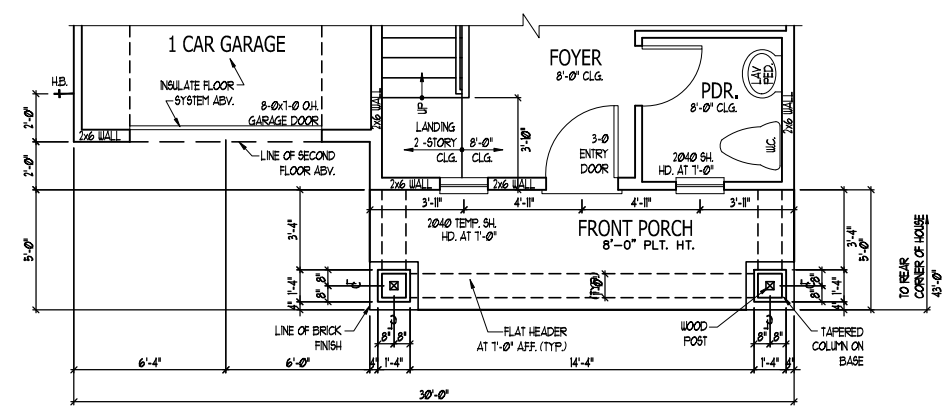 1 CAR GARAGE
INSULATE FLOOR
SYSTEM ABV.
8-0x7-0 O.H.
GARAGE DOOR
H.B.
2'-0"
2x6 WALL
2'-0"
LINE OF SECOND
FLOOR ABV.
2x6 WALL
UP
LANDING
2 -STORY
CLG.
8'-0"
CLG.
3'-10"
FOYER
8'-0" CLG.
3-0
ENTRY
DOOR
PDR.
8'-0" CLG.
LAV
PED.
W.C.
2x6 WALL
2040 SH.
HD. AT 7'-0"
2x6 WALL
2x6 WALL
3'-11"
4'-11"
4'-11"
3'-11"
2040 TEMP. SH.
HD. AT 7'-0"
FRONT PORCH
8'-0" PLT. HT.
5'-0"
3'-4"
8"
8"
4"
3'-4"
5'-0"
8"
8"
4"
TO REAR
CORNER OF HOUSE
43'-0"
LINE OF BRICK
FINISH
FLAT HEADER
AT 7'-0" A.F.F. (TYP.)
WOOD
POST
TAPERED
COLUMN ON
BASE
8"
8"
8"
8"
6'-4"
6'-0"
4"
1'-4"
14'-4"
1'-4"
4"
30'-0"